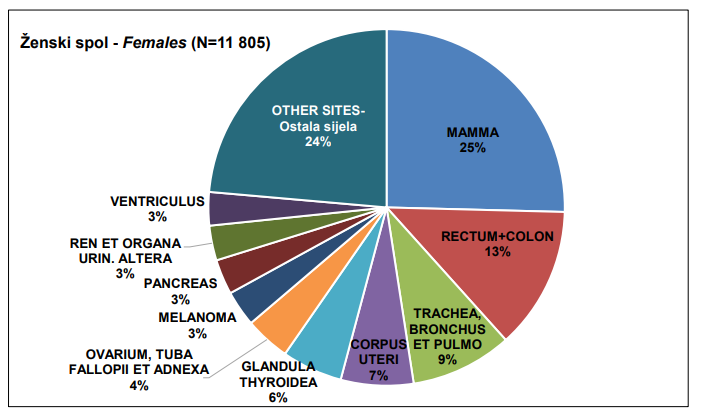 Ženski spol - Females (N=11 805)
OTHER SITES-
Ostala sijela
24%
MAMMA
25%
RECTUM+COLON
13%
TRACHEA,
BRONCHUS
ET PULMO
9%
CORPUS
UTERI
7%
GLANDULA
THYROIDEA
6%
OVARIUM, TUBA
FALLOPII ET ADNEXA
4%
MELANOMA
3%
PANCREAS
3%
REN ET ORGANA
URIN. ALTERA
3%
VENTRICULUS
3%